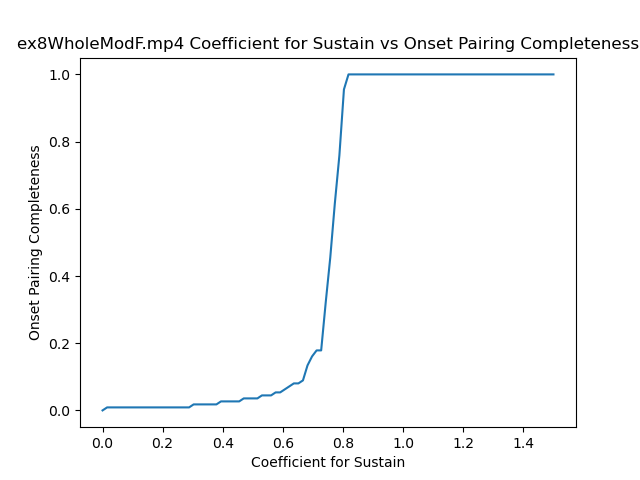 ex8WholeModF.mp4 Coefficient for Sustain vs Onset Pairing Completeness
1.0
0.8
0.6
0.4
0.2
0.0
Onset Pairing Completeness
0.0 0.2 0.4 0.6 0.8 1.0 1.2 1.4
Coefficient for Sustain